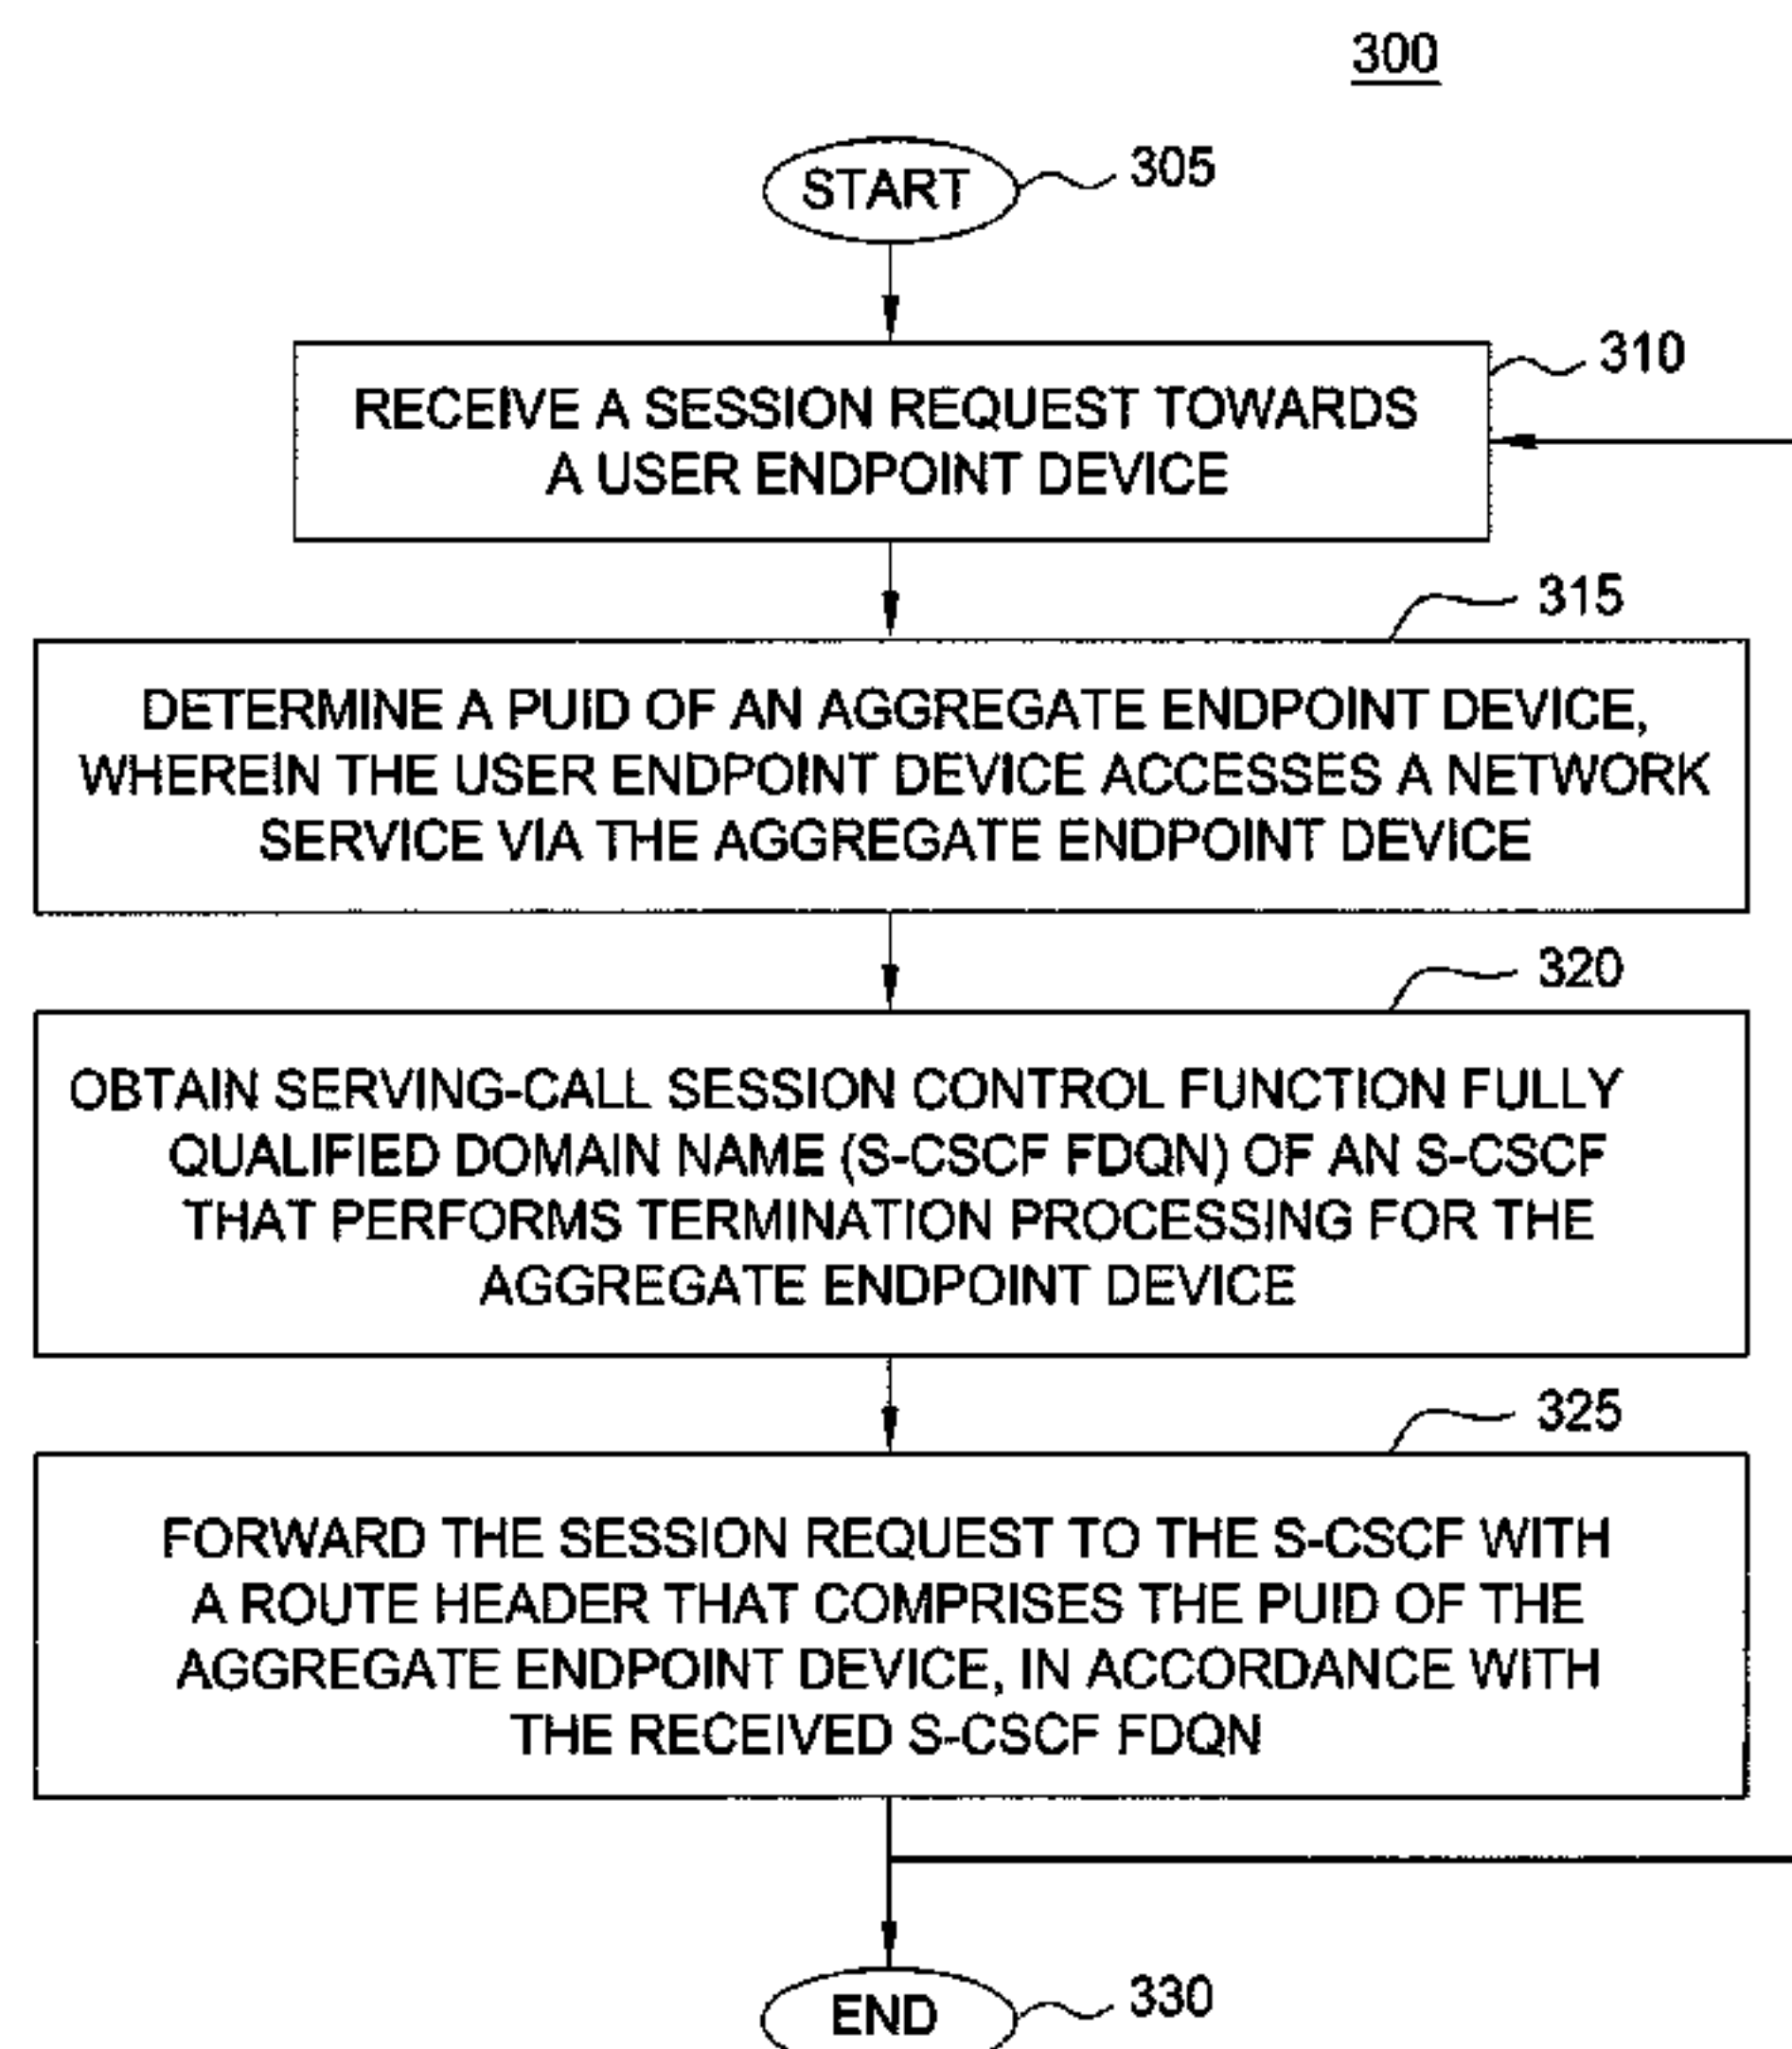 300
START
305
310
RECEIVE A SESSION REQUEST TOWARDS
A USER ENDPOINT DEVICE
315
DETERMINE A PUID OF AN AGGREGATE ENDPOINT DEVICE,
WHEREIN THE USER ENDPOINT DEVICE ACCESSES A NETWORK
SERVICE VIA THE AGGREGATE ENDPOINT DEVICE
320
OBTAIN SERVING-CALL SESSION CONTROL FUNCTION FULLY
QUALIFIED DOMAIN NAME (S-CSCF FDQN) OF AN S-CSCF
THAT PERFORMS TERMINATION PROCESSING FOR THE
AGGREGATE ENDPOINT DEVICE
325
FORWARD THE SESSION REQUEST TO THE S-CSCF WITH
A ROUTE HEADER THAT COMPRISES THE PUID OF THE
AGGREGATE ENDPOINT DEVICE, IN ACCORDANCE WITH
THE RECEIVED S-CSCF FDQN
END
330